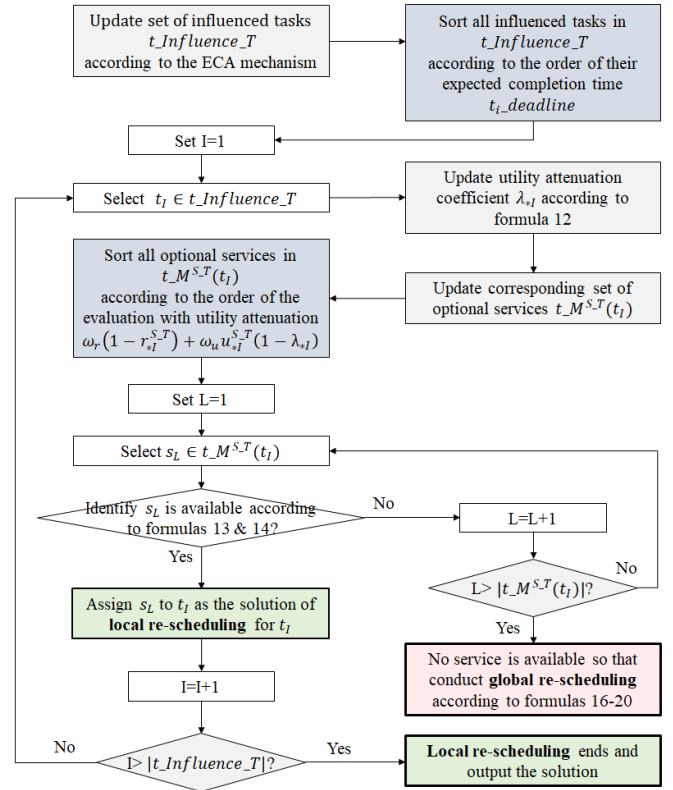 Update set of influenced tasks
t_Influence_T
according to the ECA mechanism
Sort all influenced tasks in
t_Influence_T
according to the order of their
expected completion time
t_i_deadline
Set I=1
Select t_I ∈ t_Influence_T
Update utility attenuation
coefficient λ_{*I} according to
formula 12
Update corresponding set of
optional services t_M^{S_T}(t_I)
Sort all optional services in
t_M^{S_T}(t_I)
according to the order of the
evaluation with utility attenuation
ω_r(1 − r_{*I}^{S_T}) + ω_u u_{*I}^{S_T}(1 − λ_{*I})
Set L=1
Select s_L ∈ t_M^{S_T}(t_I)
Identify s_L is available according
to formulas 13 & 14?
No
L=L+1
Yes
L> |t_M^{S_T}(t_I)|?
No
Assign s_L to t_I as the solution of
local re-scheduling for t_I
Yes
No service is available so that
conduct global re-scheduling
according to formulas 16-20
I=I+1
No
I> |t_Influence_T|?
Yes
Local re-scheduling ends and
output the solution